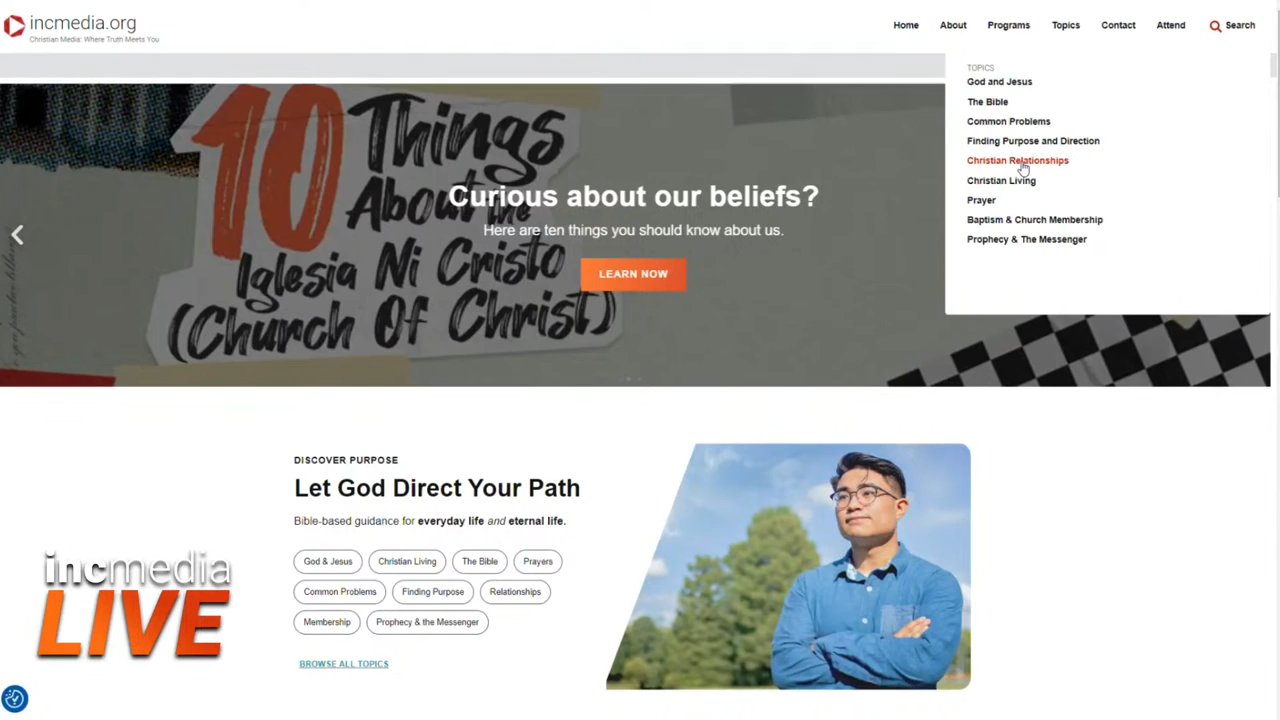 incmedia.org
Christian Media: Where Truth Meets You
Home About Programs Topics Contact Attend Search
TOPICS
God and Jesus
The Bible
Common Problems
Finding Purpose and Direction
Christian Relationships
Christian Living
Prayer
Baptism & Church Membership
Prophecy & The Messenger
10 Things
About the
Iglesia Ni Cristo
(Church Of Christ)
Curious about our beliefs?
Here are ten things you should know about us.
LEARN NOW
DISCOVER PURPOSE
Let God Direct Your Path
Bible-based guidance for everyday life and eternal life.
God & Jesus Christian Living The Bible Prayers
Common Problems Finding Purpose Relationships
Membership Prophecy & the Messenger
BROWSE ALL TOPICS
incmedia
LIVE